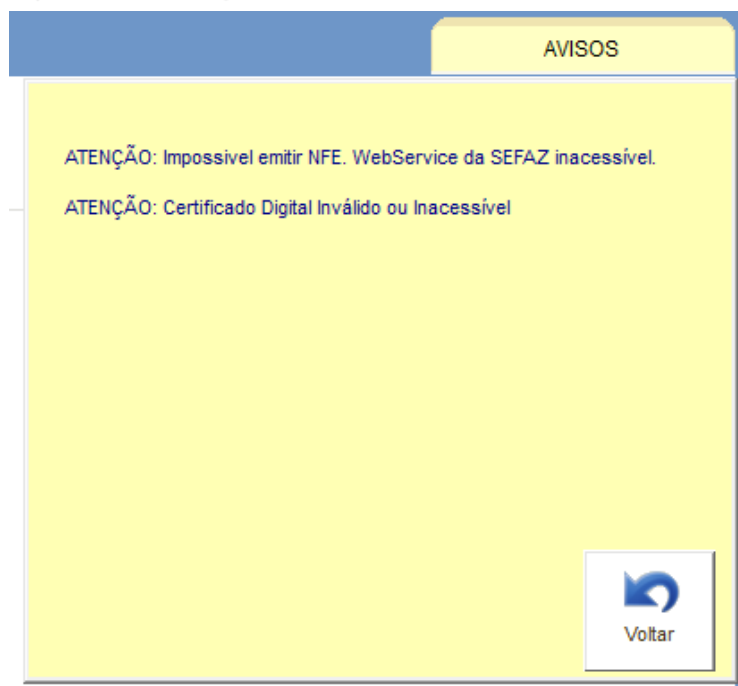 AVISOS
ATENÇÃO: Impossivel emitir NFE. WebService da SEFAZ inacessível.
ATENÇÃO: Certificado Digital Inválido ou Inacessível
Voltar